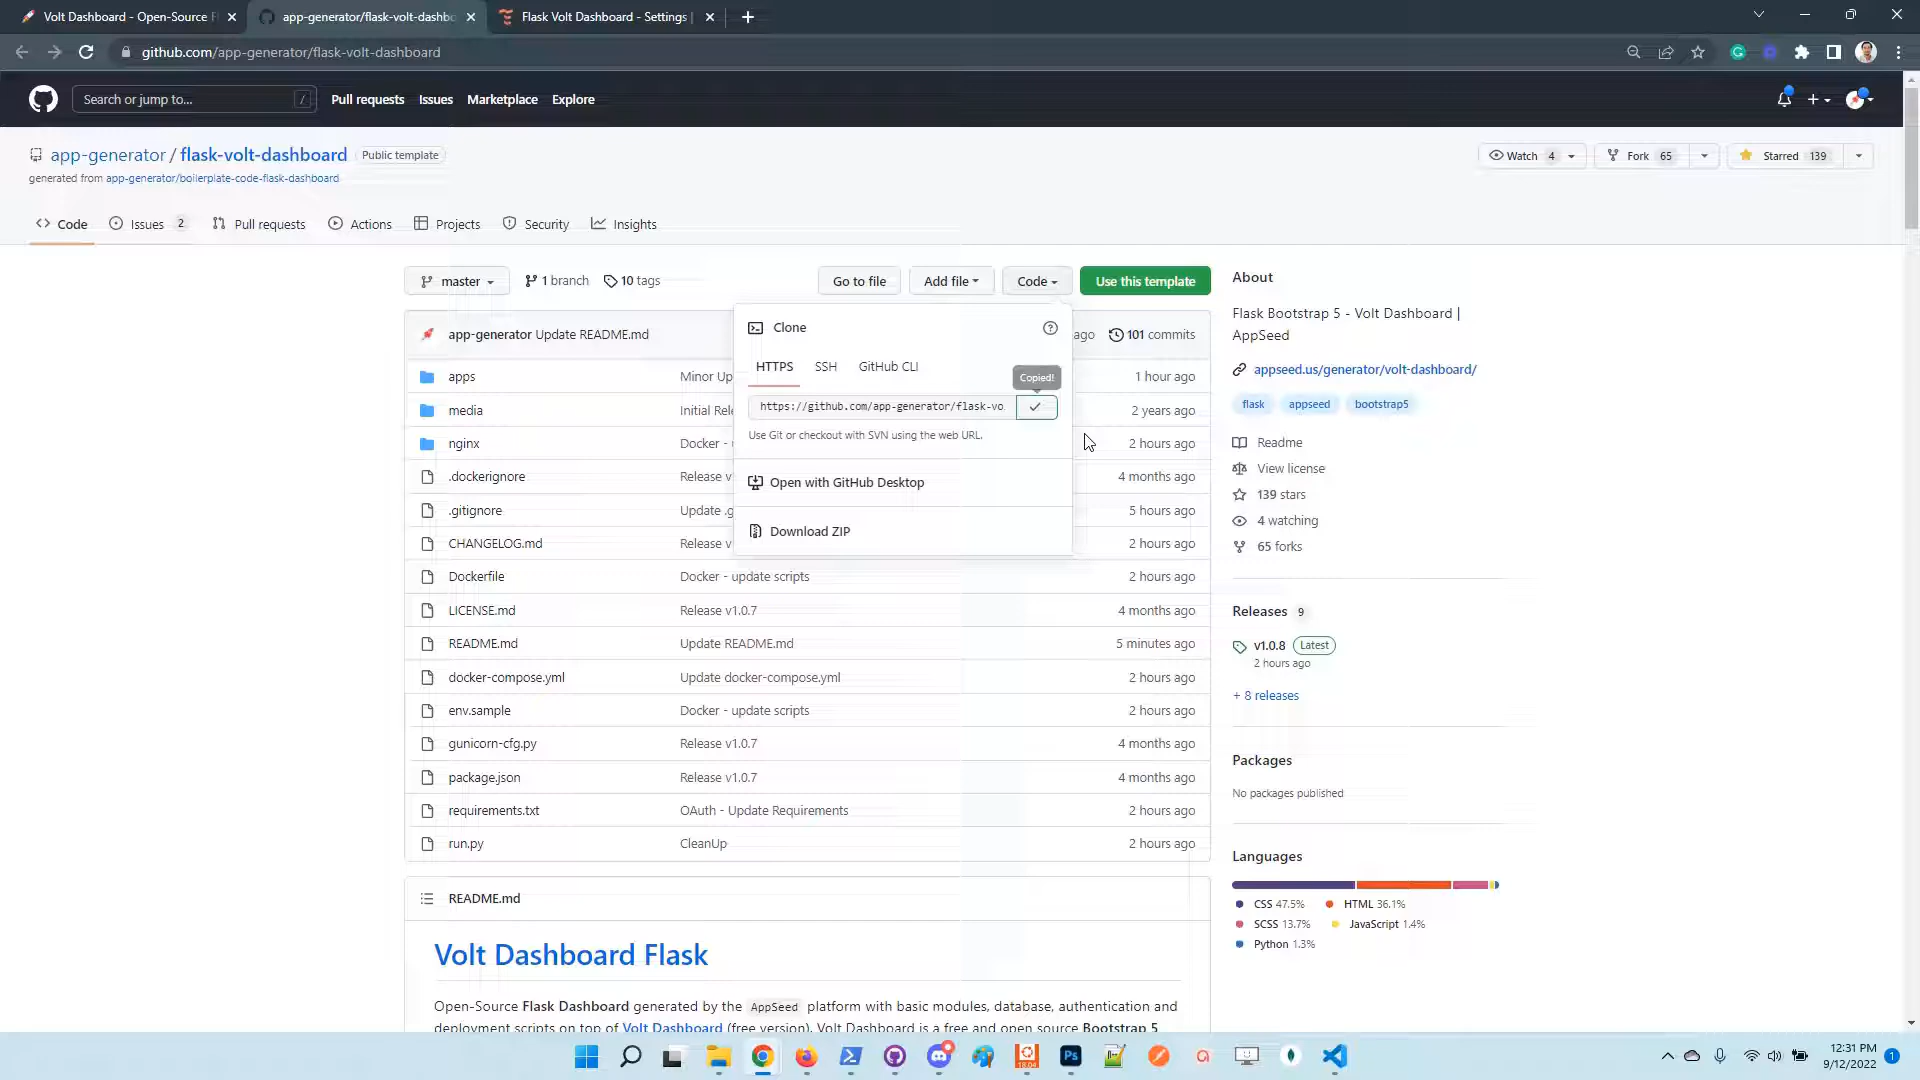 Volt Dashboard - Open-Source F
app-generator/flask-volt-dashbo
Flask Volt Dashboard - Settings |
github.com/app-generator/flask-volt-dashboard
Search or jump to...
/
Pull requests
Issues
Marketplace
Explore
app-generator / flask-volt-dashboard
Public template
Watch 4
Fork 65
Starred 139
generated from app-generator/boilerplate-code-flask-dashboard
Code
Issues 2
Pull requests
Actions
Projects
Security
Insights
master
1 branch
10 tags
Go to file
Add file
Code
Use this template
app-generator Update README.md
ago
101 commits
Clone
HTTPS
SSH
GitHub CLI
Copied!
https://github.com/app-generator/flask-vo
Use Git or checkout with SVN using the web URL.
Open with GitHub Desktop
Download ZIP
apps Minor Up 1 hour ago
media Initial Rele 2 years ago
nginx Docker - 2 hours ago
.dockerignore Release v 4 months ago
.gitignore Update .g 5 hours ago
CHANGELOG.md Release v 2 hours ago
Dockerfile Docker - update scripts 2 hours ago
LICENSE.md Release v1.0.7 4 months ago
README.md Update README.md 5 minutes ago
docker-compose.yml Update docker-compose.yml 2 hours ago
env.sample Docker - update scripts 2 hours ago
gunicorn-cfg.py Release v1.0.7 4 months ago
package.json Release v1.0.7 4 months ago
requirements.txt OAuth - Update Requirements 2 hours ago
run.py CleanUp 2 hours ago
README.md
Volt Dashboard Flask
Open-Source Flask Dashboard generated by the AppSeed platform with basic modules, database, authentication and
deployment scripts on top of Volt Dashboard (free version). Volt Dashboard is a free and open source Bootstrap 5
About
Flask Bootstrap 5 - Volt Dashboard |
AppSeed
appseed.us/generator/volt-dashboard/
flask
appseed
bootstrap5
Readme
View license
139 stars
4 watching
65 forks
Releases 9
v1.0.8 Latest
2 hours ago
+ 8 releases
Packages
No packages published
Languages
CSS 47.5%
HTML 36.1%
SCSS 13.7%
JavaScript 1.4%
Python 1.3%
18.04
Ps
12:31 PM
9/12/2022
1